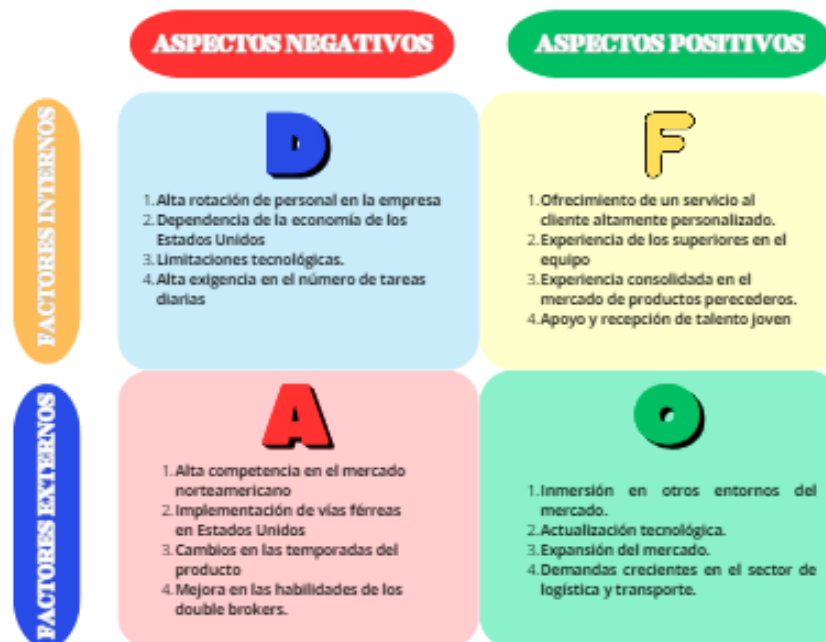 ASPECTOS NEGATIVOS
ASPECTOS POSITIVOS
FACTORES INTERNOS
D
1. Alta rotación de personal en la empresa
2. Dependencia de la economía de los
Estados Unidos
3. Limitaciones tecnológicas.
4. Alta exigencia en el número de tareas
diarias
F
1. Ofrecimiento de un servicio al
cliente altamente personalizado.
2. Experiencia de los superiores en el
equipo
3. Experiencia consolidada en el
mercado de productos perecederos.
4. Apoyo y recepción de talento joven
FACTORES EXTERNOS
A
1. Alta competencia en el mercado
norteamericano
2. Implementación de vías férreas
en Estados Unidos
3. Cambios en las temporadas del
producto
4. Mejora en las habilidades de los
double brokers.
O
1. Inmersión en otros entornos del
mercado.
2. Actualización tecnológica.
3. Expansión del mercado.
4. Demandas crecientes en el sector de
logística y transporte.